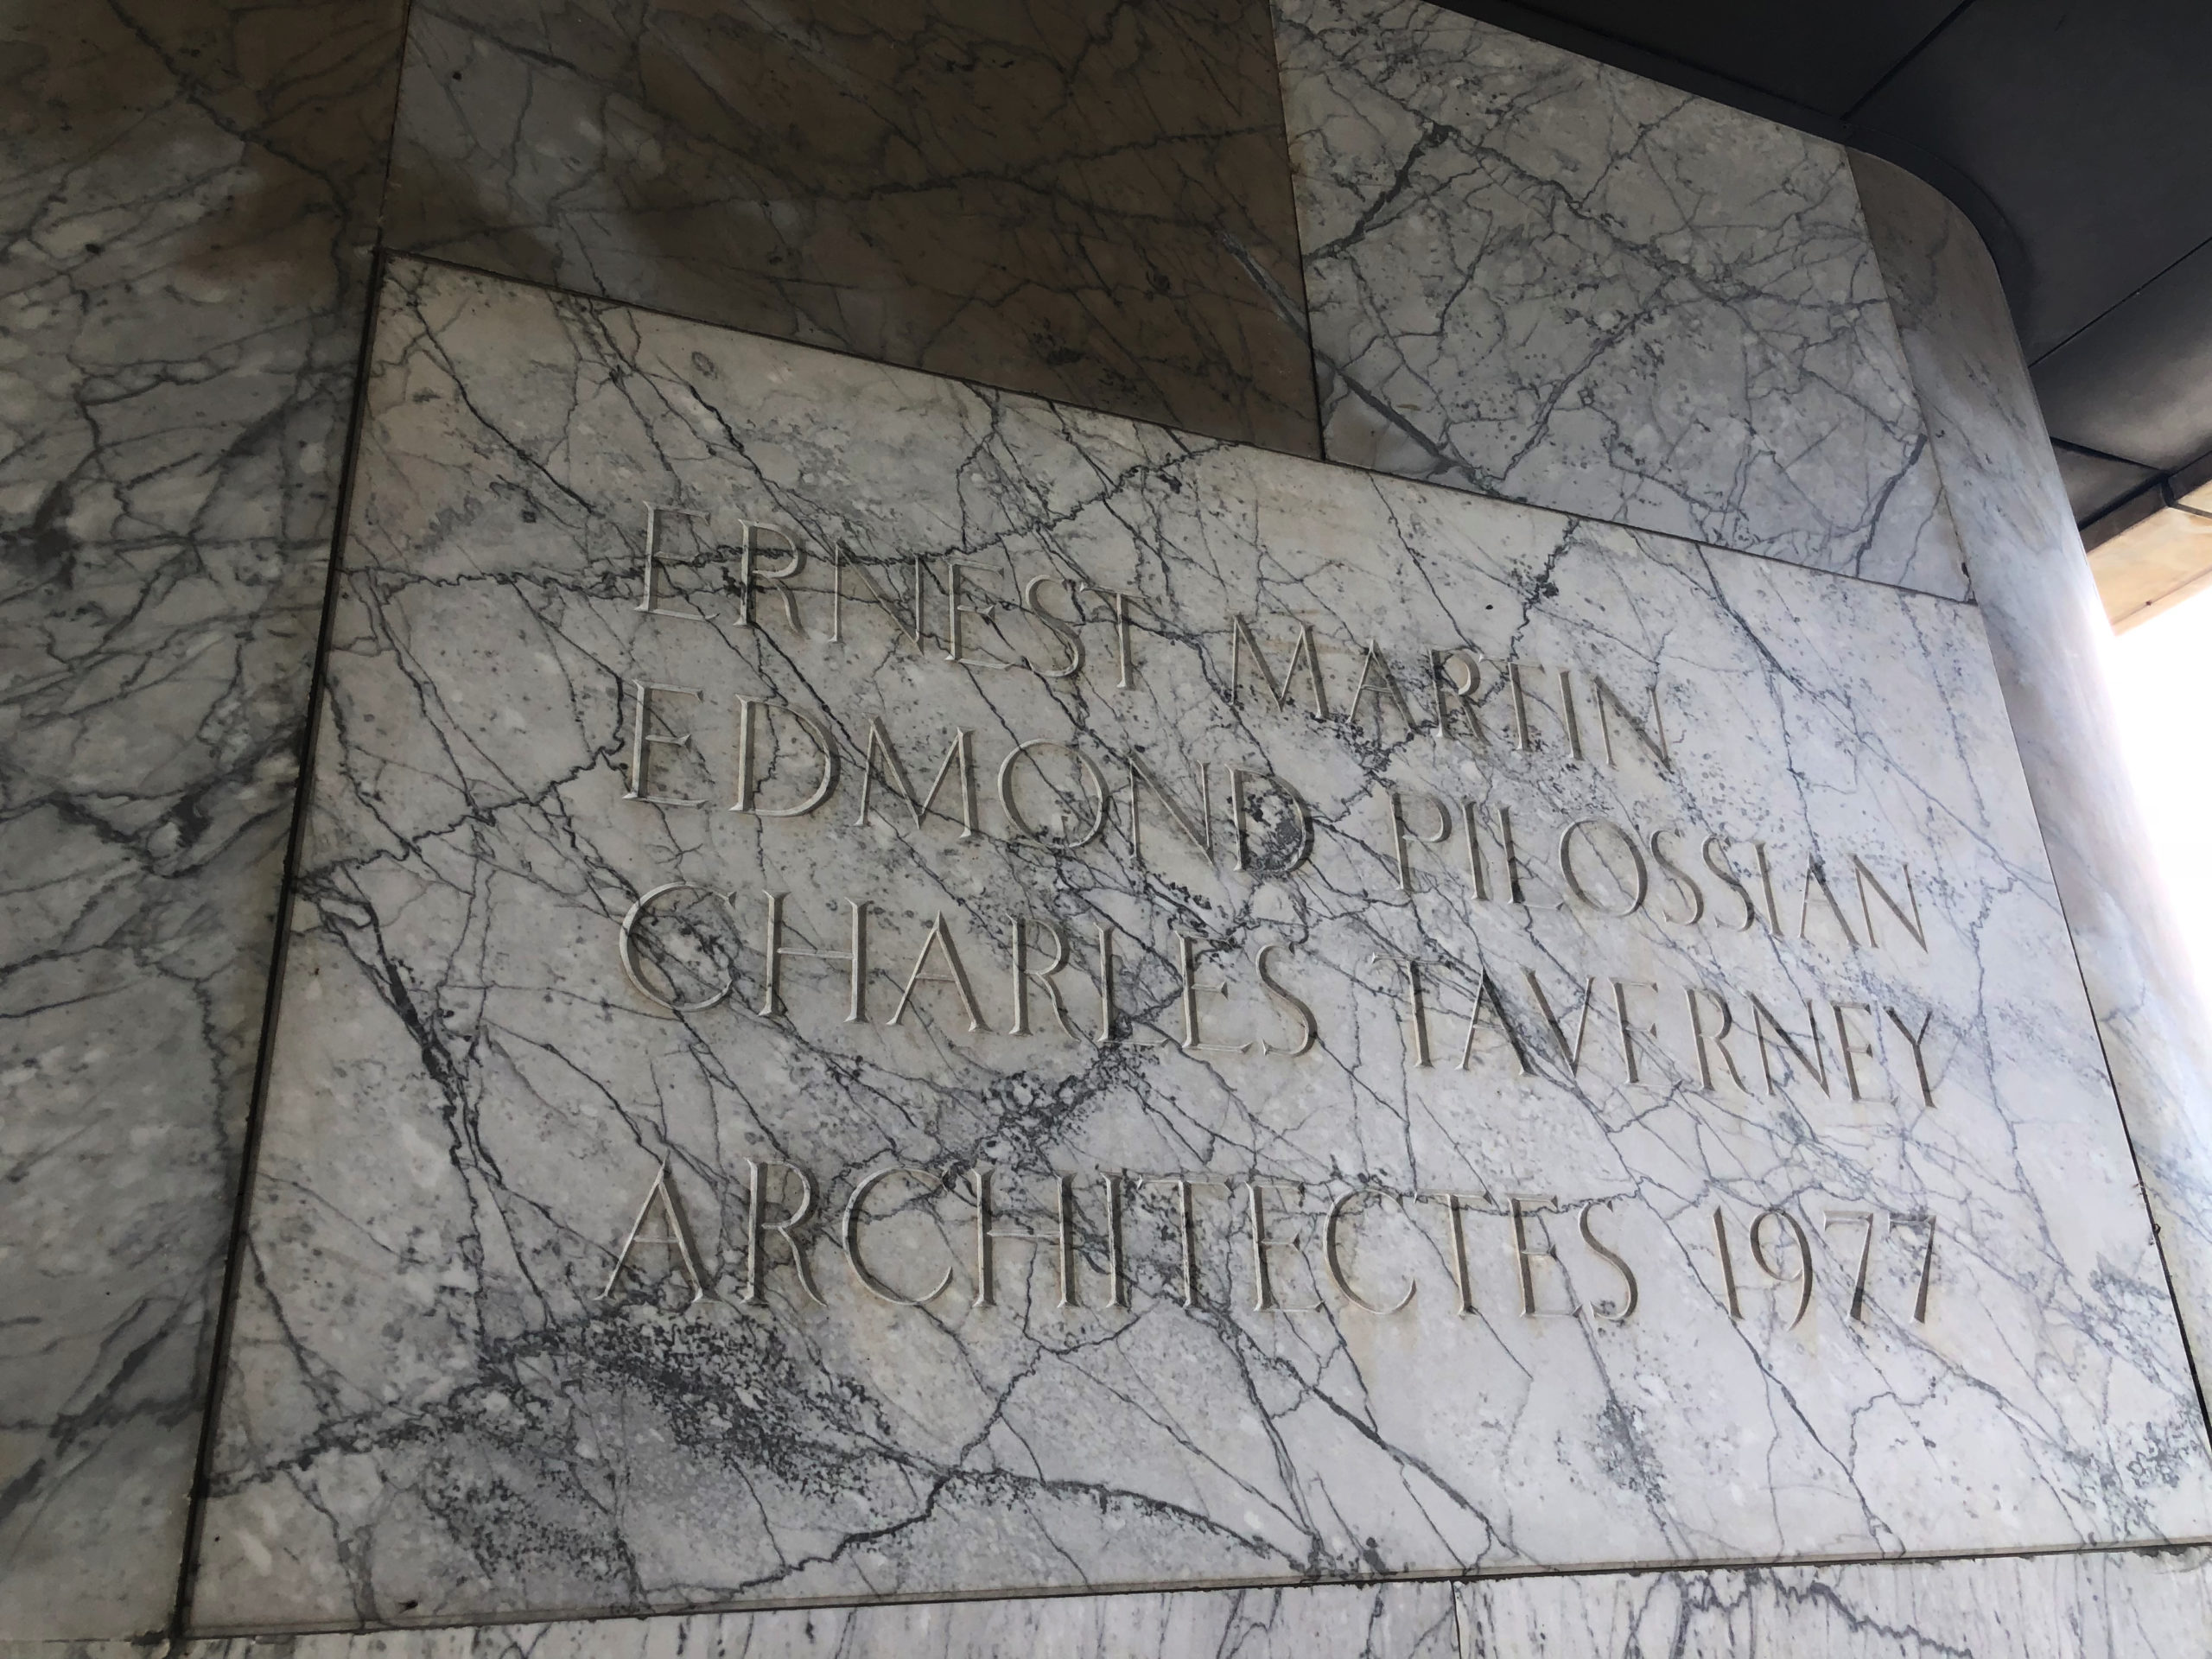 ERNEST MARTIN
EDMOND PILOSSIAN
CHARLES TAVERNEY
ARCHITECTES 1977